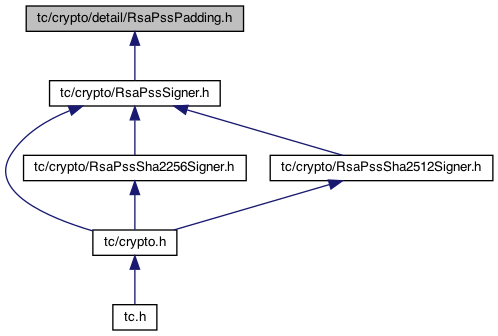 tc/crypto/detail/RsaPssPadding.h
tc/crypto/RsaPssSigner.h
tc/crypto/RsaPssSha2256Signer.h
tc/crypto/RsaPssSha2512Signer.h
tc/crypto.h
tc.h